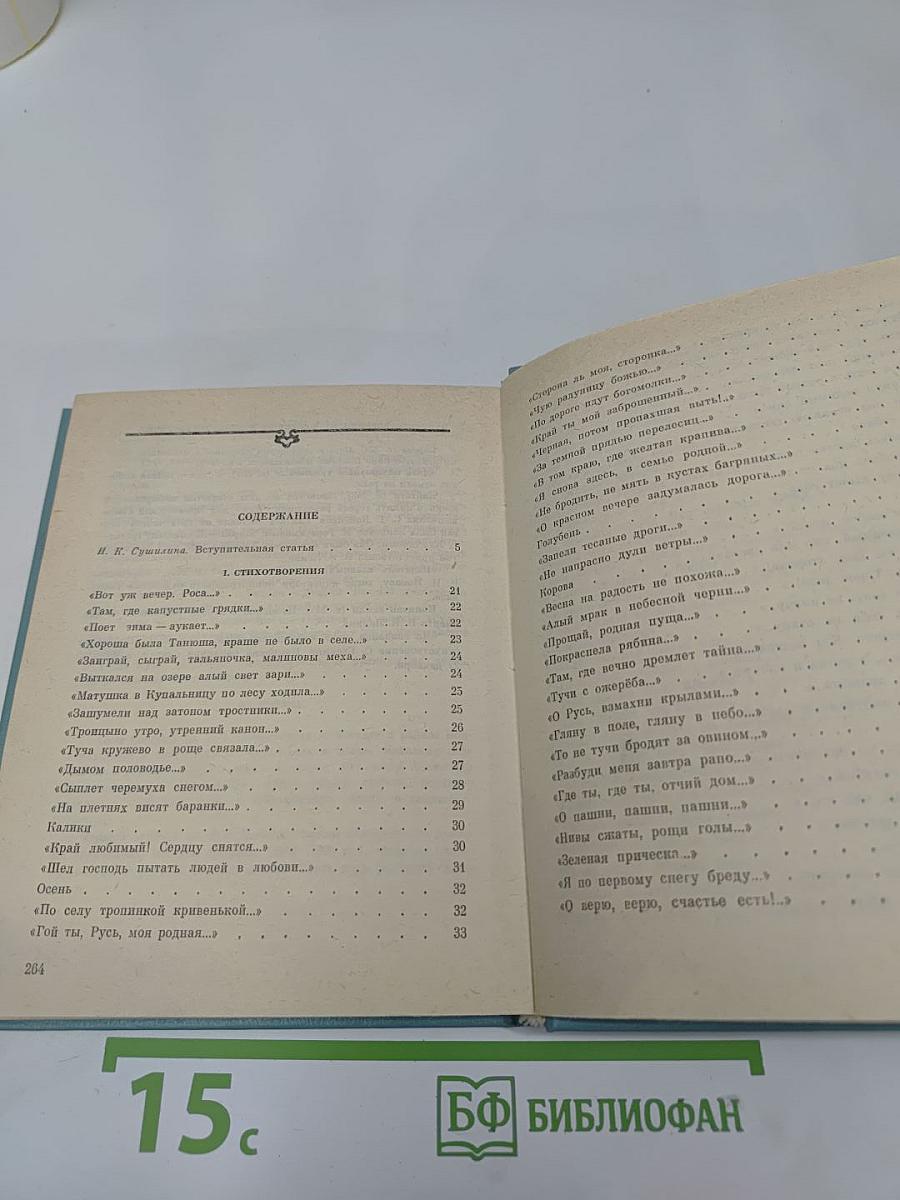 СОДЕРЖАНИЕ
И. К. Сушилина. Вступительная статья . . . . . . 5
I. СТИХОТВОРЕНИЯ
«Вот уж вечер. Роса...» . . . . . . . . . . 21
«Там, где капустные грядки...» . . . . . . . . 22
«Поет зима — аукает...» . . . . . . . . . . 22
«Хороша была Танюша, краше не было в селе...» . . . 23
«Заиграй, сыграй, тальяночка, малиновы меха...» . . . 24
«Выткался на озере алый свет зари...» . . . . . . 24
«Матушка в Купальницу по лесу ходила...» . . . . . 25
«Зашумели над затоном тростники...» . . . . . . . 25
«Троицыно утро, утренний канон...» . . . . . . . 26
«Туча кружево в роще связала...» . . . . . . . . 27
«Дымом половодье...» . . . . . . . . . . . 27
«Сыплет черемуха снегом...» . . . . . . . . . 28
«На плетнях висят баранки...» . . . . . . . . . 29
Калики . . . . . . . . . . . . . . . 30
«Край любимый! Сердцу снятся...» . . . . . . . 30
«Шел господь пытать людей в любови...» . . . . . 31
Осень . . . . . . . . . . . . . . . . 32
«По селу тропинкой кривенькой...» . . . . . . . 32
«Гой ты, Русь, моя родная...» . . . . . . . . . 33
264
«Сторона ль моя, сторонка...»
«Чую радуницу божью...»
«По дороге идут богомолки...»
«Край ты мой заброшенный...»
«Черная, потом пропахшая выть!..»
«За темной прядью перелесиц...»
«В том краю, где желтая крапива...»
«Я снова здесь, в семье родной...»
«Не бродить, не мять в кустах багряных...»
«О красном вечере задумалась дорога...»
Голубень
«Запели тесаные дроги...»
«Не напрасно дули ветры...»
Корова
«Весна на радость не похожа...»
«Алый мрак в небесной черни...»
«Прощай, родная пуща...»
«Покраснела рябина...»
«Там, где вечно дремлет тайна...»
«Тучи с ожерёба...»
«О Русь, взмахни крылами...»
«Гляну в поле, гляну в небо...»
«То не тучи бродят за овином...»
«Разбуди меня завтра рано...»
«Где ты, где ты, отчий дом...»
«О пашни, пашни, пашни...»
«Нивы сжаты, рощи голы...»
«Зеленая прическа...»
«Я по первому снегу бреду...»
«О верю, верю, счастье есть!..»
15 с
БФ БИБЛИОФАН